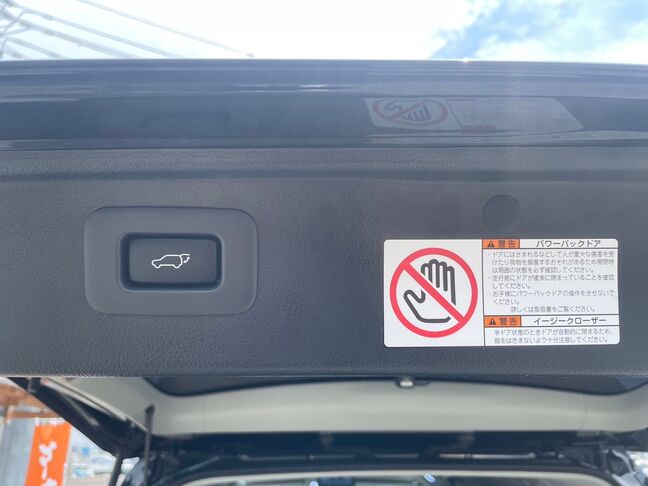 警告 パワーバックドア
・ドアにはさまれるなどして人が重大な傷害を受
けたり荷物を損傷するおそれがあるため開閉時
は周囲の状態を必ず確認してください。
・走行前にドアが確実に閉まっていることを確認
してください。
・お子様にパワーバックドアの操作をさせないで
ください。
詳しくは取扱書をご覧ください。
警告 イージークローザー
半ドア状態のときドアが自動的に閉まるため、
指をはさまないよう十分注意してください。